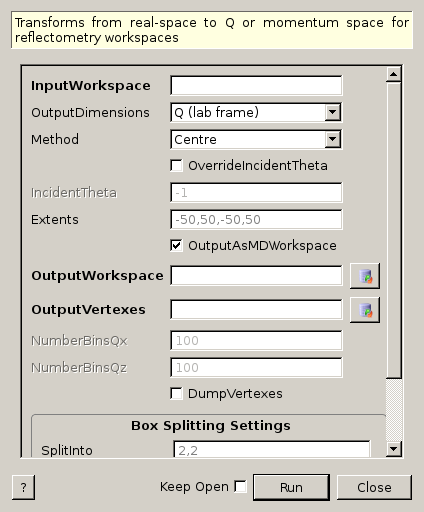 Transforms from real-space to Q or momentum space for
reflectometry workspaces
InputWorkspace
OutputDimensions Q (lab frame)
Method Centre
OverrideIncidentTheta
IncidentTheta -1
Extents -50,50,-50,50
OutputAsMDWorkspace
OutputWorkspace
OutputVertexes
NumberBinsQx 100
NumberBinsQz 100
DumpVertexes
Box Splitting Settings
SplitInto 2,2
? Keep Open Run Close